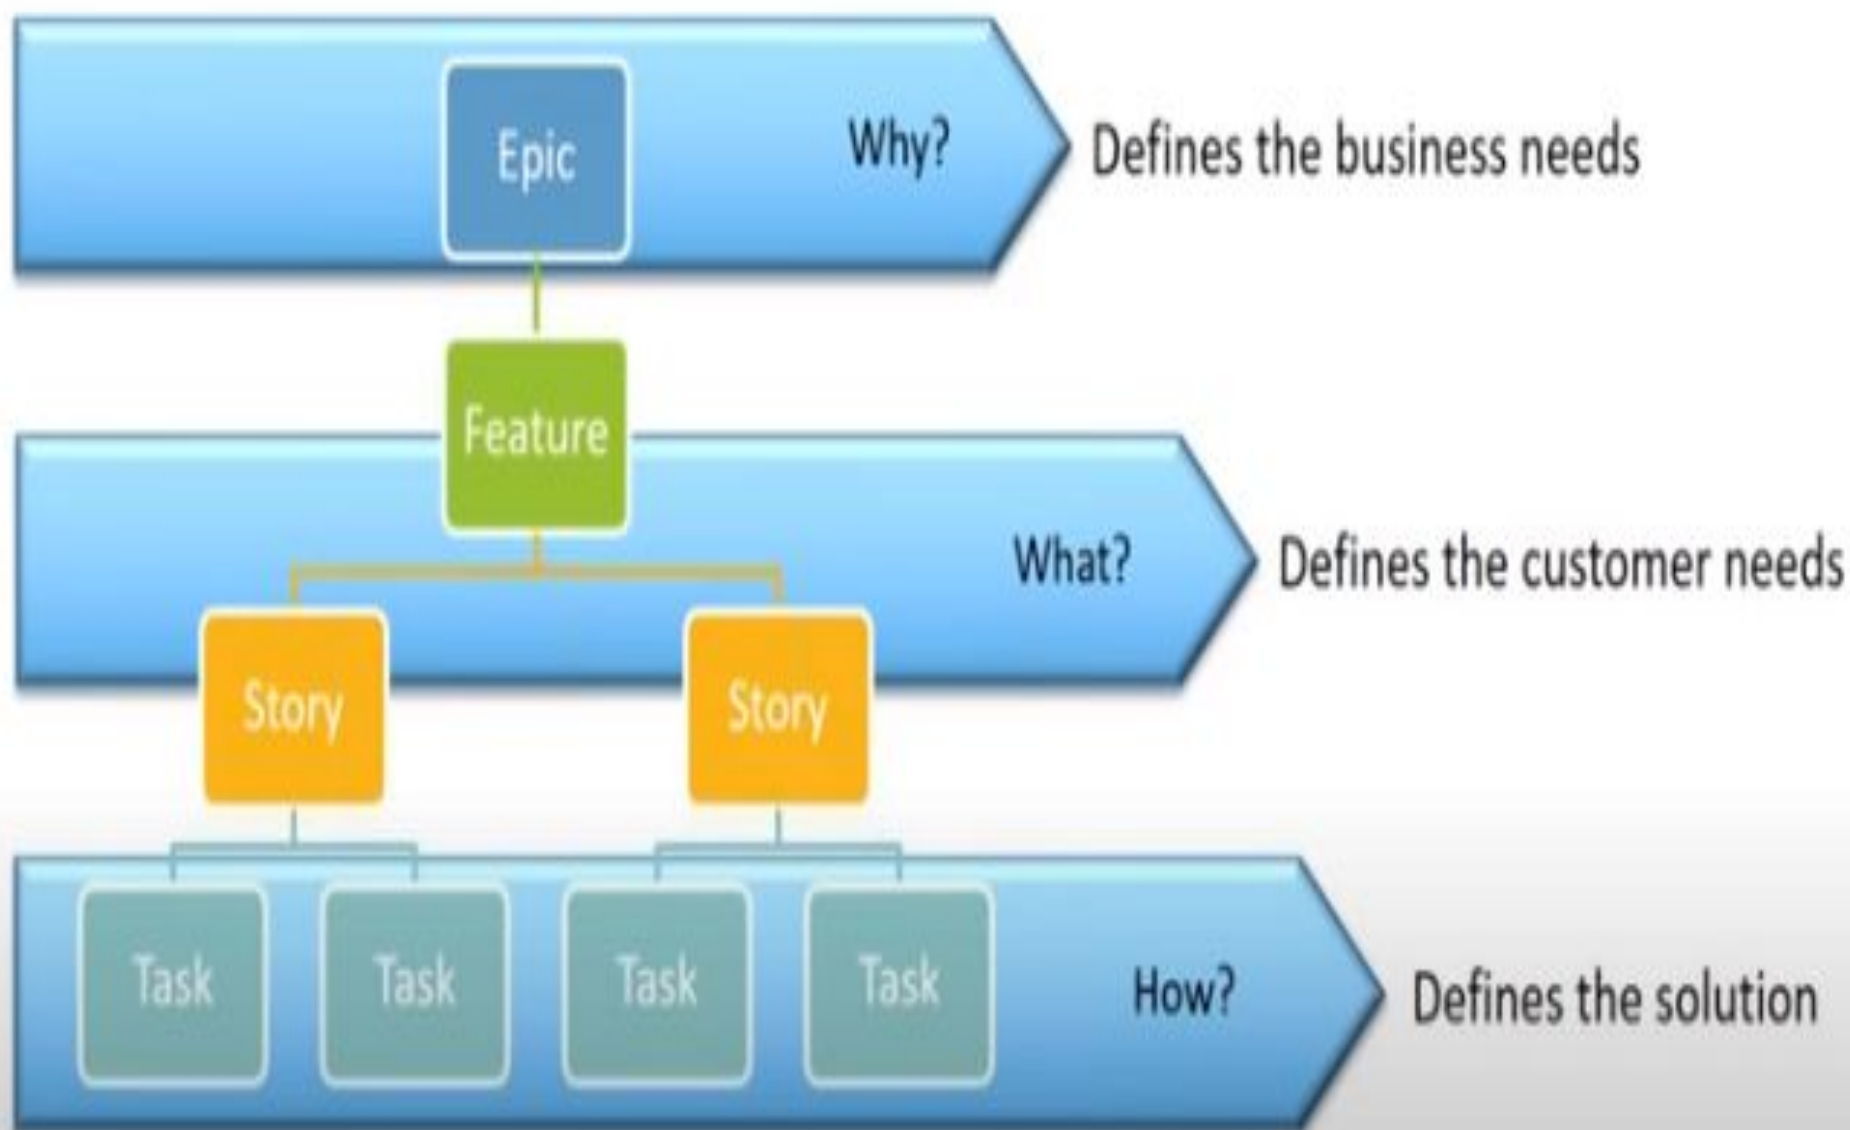 Epic
Why?
Defines the business needs
Feature
What?
Defines the customer needs
Story
Story
Task
Task
Task
Task
How?
Defines the solution